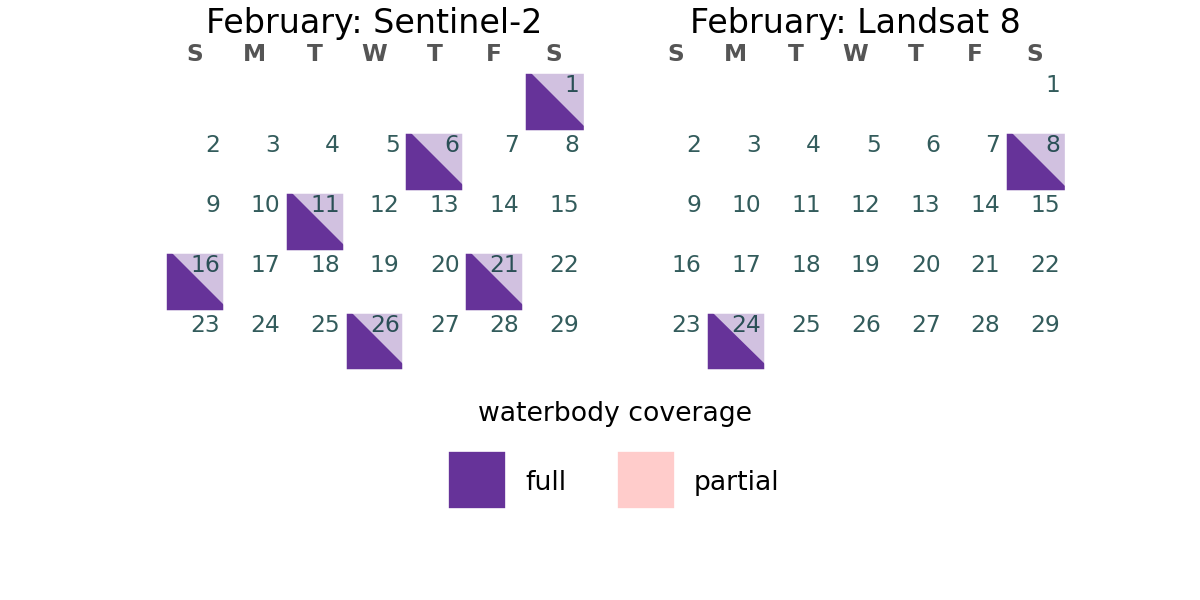 February: Sentinel-2
S M T W T F S
1
2 3 4 5 6 7 8
9 10 11 12 13 14 15
16 17 18 19 20 21 22
23 24 25 26 27 28 29
February: Landsat 8
S M T W T F S
1
2 3 4 5 6 7 8
9 10 11 12 13 14 15
16 17 18 19 20 21 22
23 24 25 26 27 28 29
waterbody coverage
full
partial